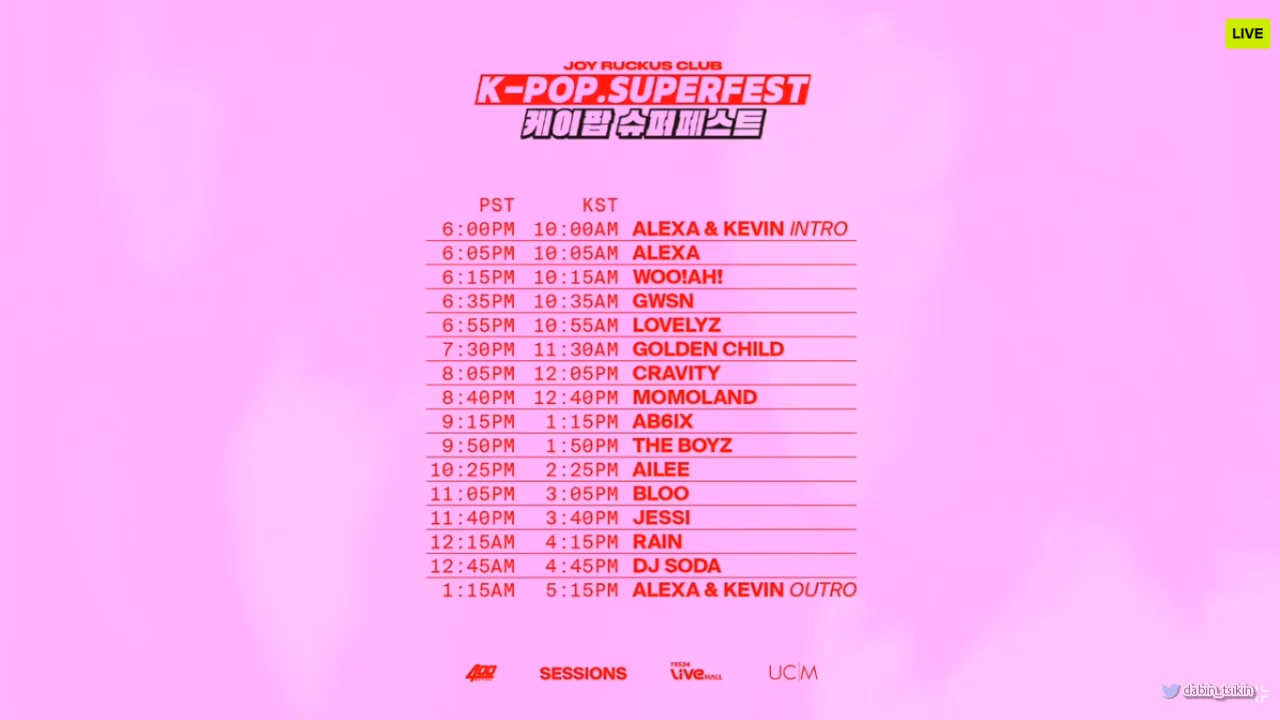 LIVE
JOY RUCKUS CLUB
K-POP.SUPERFEST
케이팝 슈퍼페스트
PST KST
6:00PM 10:00AM ALEXA & KEVIN INTRO
6:05PM 10:05AM ALEXA
6:15PM 10:15AM WOO!AH!
6:35PM 10:35AM GWSN
6:55PM 10:55AM LOVELYZ
7:30PM 11:30AM GOLDEN CHILD
8:05PM 12:05PM CRAVITY
8:40PM 12:40PM MOMOLAND
9:15PM 1:15PM AB6IX
9:50PM 1:50PM THE BOYZ
10:25PM 2:25PM AILEE
11:05PM 3:05PM BLOO
11:40PM 3:40PM JESSI
12:15AM 4:15PM RAIN
12:45AM 4:45PM DJ SODA
1:15AM 5:15PM ALEXA & KEVIN OUTRO
400 SESSIONS YES24 LiVE HALL UC|M
dabin_tsikin